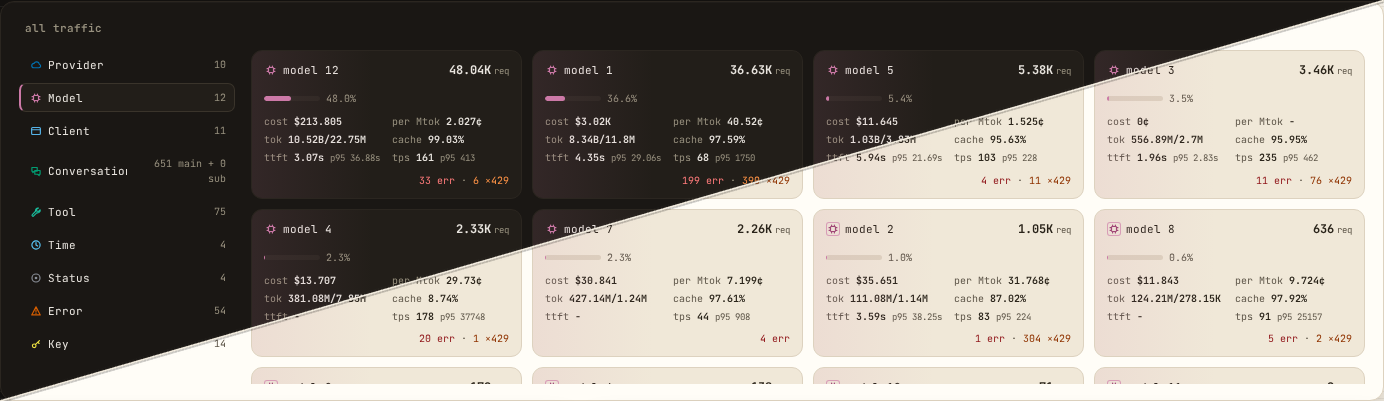 all traffic
Provider 10
Model 12
Client 11
Conversation 651 main + 0 sub
Tool 75
Time 4
Status 4
Error 54
Key 14
model 12 48.04K req
48.0%
cost $213.805 per Mtok 2.027¢
tok 10.52B/22.75M cache 99.03%
ttft 3.07s p95 36.88s tps 161 p95 413
33 err · 6 ×429
model 1 36.63K req
36.6%
cost $3.02K per Mtok 40.52¢
tok 8.34B/11.8M cache 97.59%
ttft 4.35s p95 29.06s tps 68 p95 1750
199 err · 390 ×429
model 5 5.38K req
5.4%
cost $11.645 per Mtok 1.525¢
tok 1.03B/3.83M cache 95.63%
ttft 5.94s p95 21.69s tps 103 p95 228
4 err · 11 ×429
model 3 3.46K req
3.5%
cost 0¢ per Mtok -
tok 556.89M/2.7M cache 95.95%
ttft 1.96s p95 2.83s tps 235 p95 462
11 err · 76 ×429
model 4 2.33K req
2.3%
cost $13.707 per Mtok 29.73¢
tok 381.08M/7.85M cache 8.74%
ttft - tps 178 p95 37748
20 err · 1 ×429
model 7 2.26K req
2.3%
cost $30.841 per Mtok 7.199¢
tok 427.14M/1.24M cache 97.61%
ttft - tps 44 p95 908
4 err
model 2 1.05K req
1.0%
cost $35.651 per Mtok 31.768¢
tok 111.08M/1.14M cache 87.02%
ttft 3.59s p95 38.25s tps 83 p95 224
1 err · 304 ×429
model 8 636 req
0.6%
cost $11.843 per Mtok 9.724¢
tok 124.21M/278.15K cache 97.92%
ttft - tps 91 p95 25157
5 err · 2 ×429